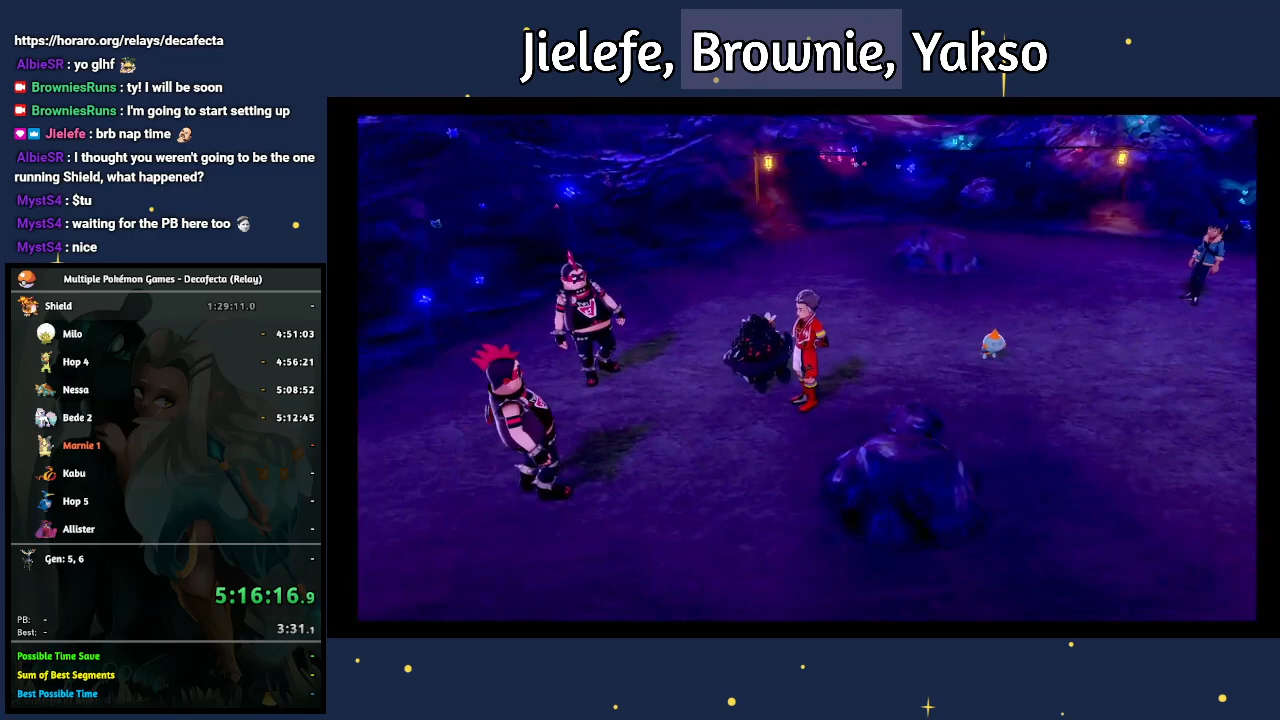 https://horaro.org/relays/decafecta
AlbieSR : yo glhf
BrowniesRuns : ty! I will be soon
BrowniesRuns : I'm going to start setting up
Jielefe : brb nap time
AlbieSR : I thought you weren't going to be the one
running Shield, what happened?
MystS4 : $tu
MystS4 : waiting for the PB here too
MystS4 : nice
Jielefe, Brownie, Yakso
Multiple Pokémon Games - Decafecta (Relay)
Shield 1:29:11.0 -
Milo - 4:51:03
Hop 4 - 4:56:21
Nessa - 5:08:52
Bede 2 - 5:12:45
Marnie 1 -
Kabu -
Hop 5 -
Allister -
Gen: 5, 6 -
5:16:16.9
PB: -
Best: -
3:31.1
Possible Time Save -
Sum of Best Segments -
Best Possible Time -